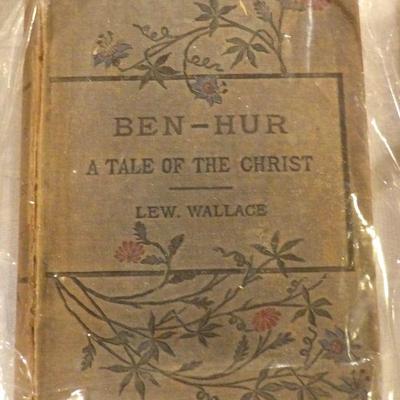 BEN-HUR
A TALE OF THE CHRIST
LEW. WALLACE